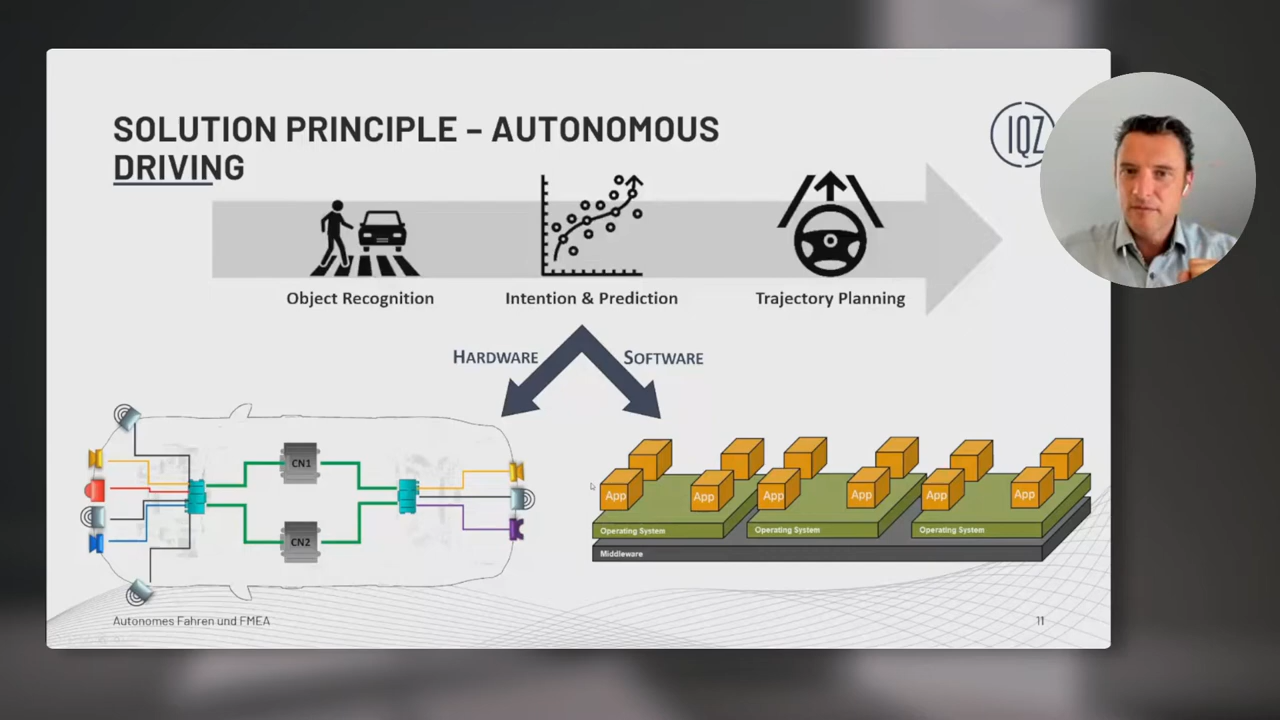 SOLUTION PRINCIPLE – AUTONOMOUS
DRIVING
IQZ
Object Recognition
Intention & Prediction
Trajectory Planning
HARDWARE
SOFTWARE
CN1
CN2
App
App
App
App
App
App
Operating System
Operating System
Operating System
Middleware
Autonomes Fahren und FMEA
11